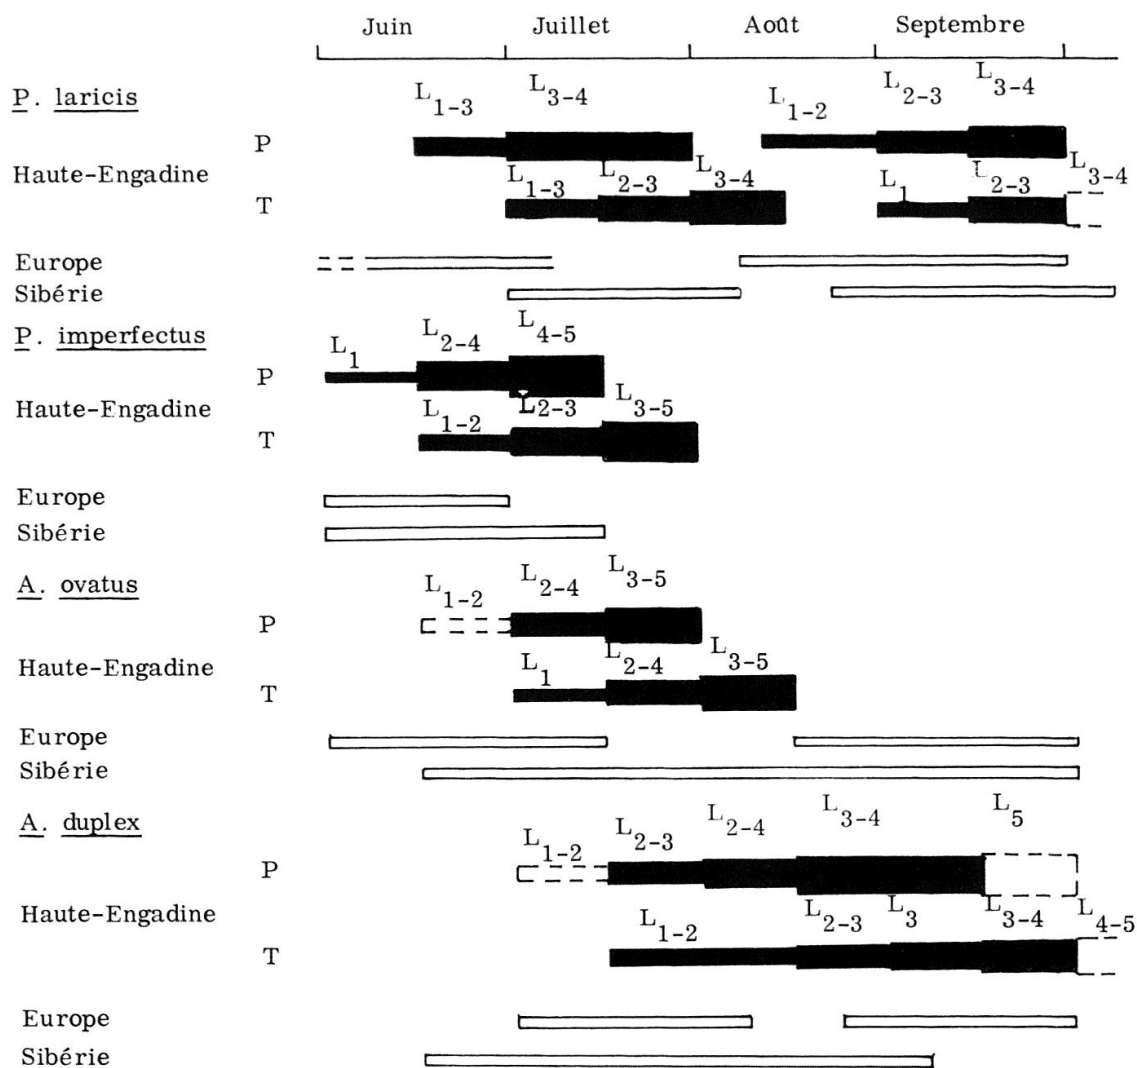 Juin Juillet Août Septembre
P. laricis L1-3 L3-4 L1-2 L2-3 L3-4
P
Haute-Engadine L1-3 L2-3 L3-4 L1 L2-3 L3-4
T
Europe
Sibérie
P. imperfectus L1 L2-4 L4-5
P
Haute-Engadine L1-2 L2-3 L3-5
T
Europe
Sibérie
A. ovatus L1-2 L2-4 L3-5
P
Haute-Engadine L1 L2-4 L3-5
T
Europe
Sibérie
A. duplex L1-2 L2-3 L2-4 L3-4 L5
P
Haute-Engadine L1-2 L2-3 L3 L3-4 L4-5
T
Europe
Sibérie